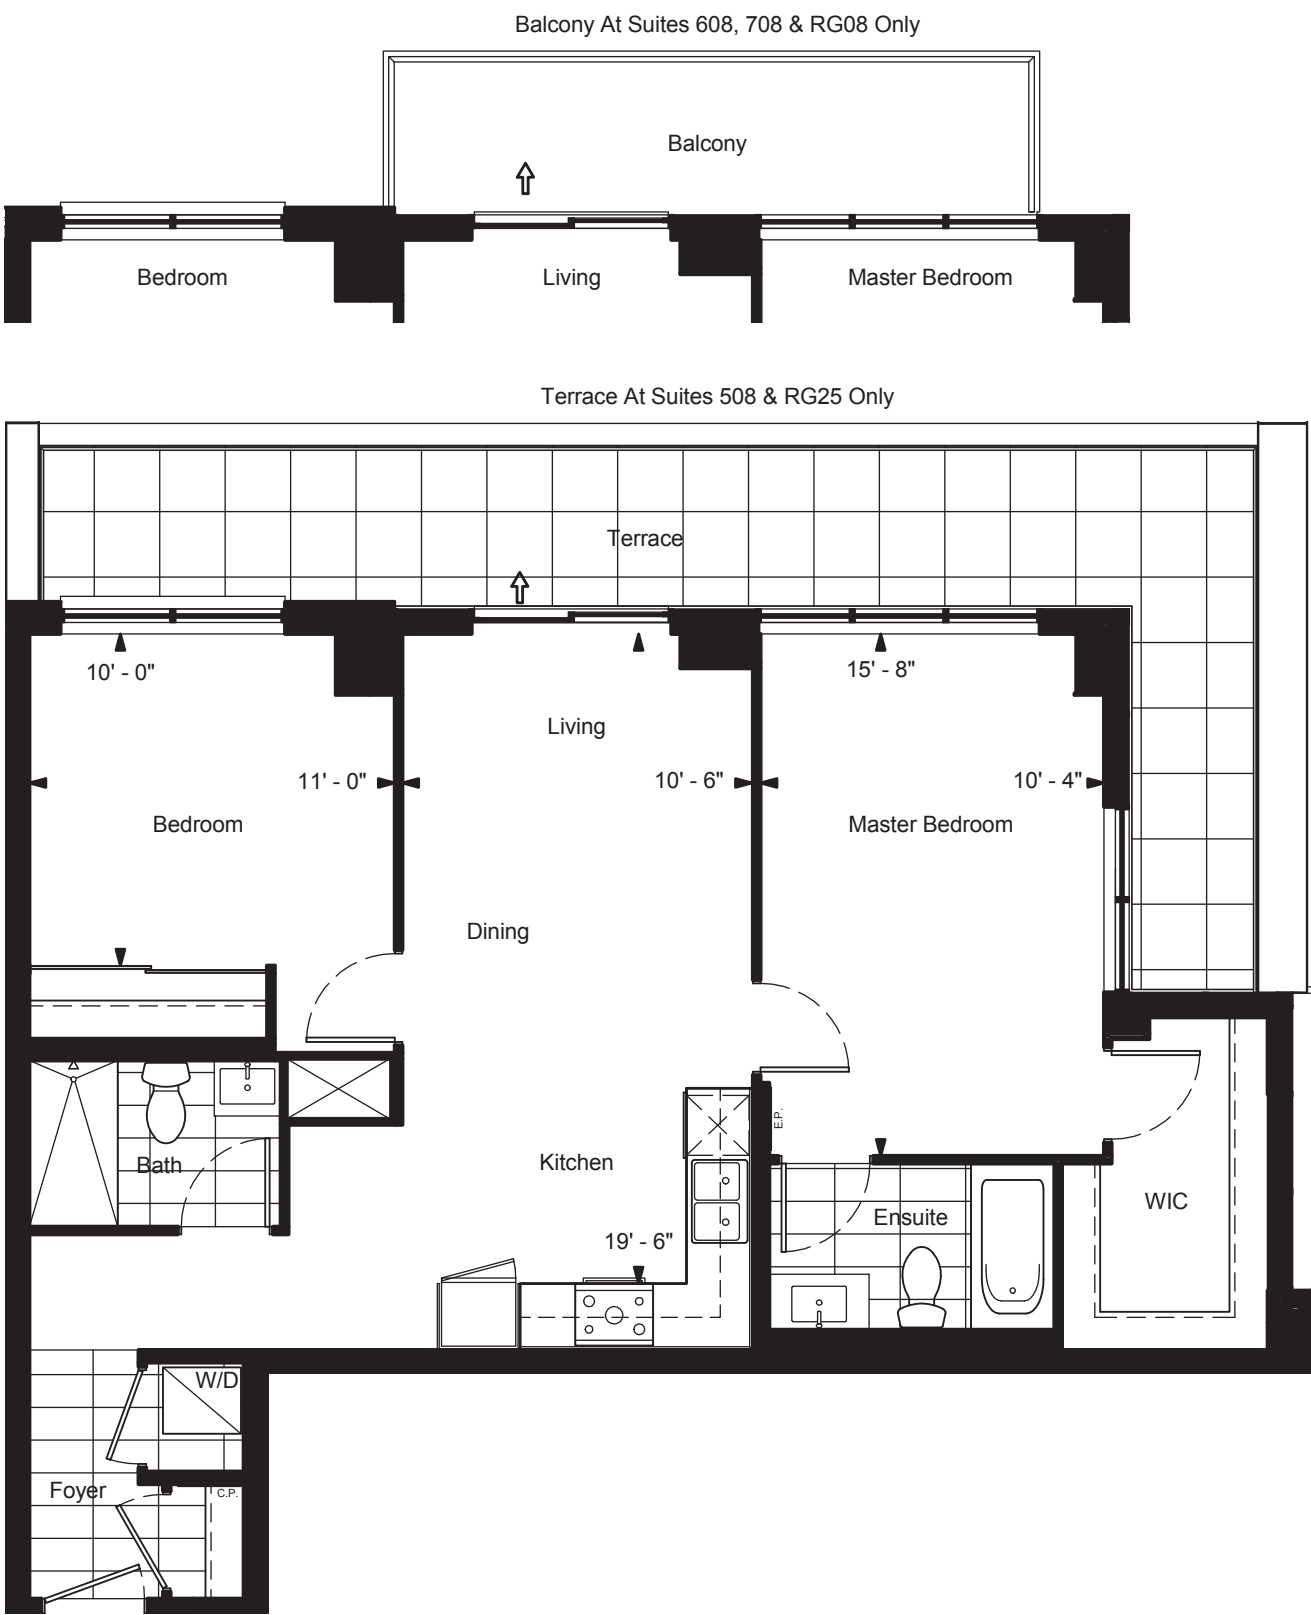 Balcony At Suites 608, 708 & RG08 Only
Balcony
Bedroom
Living
Master Bedroom
Terrace At Suites 508 & RG25 Only
Terrace
10' - 0"
15' - 8"
Living
11' - 0"
10' - 6"
10' - 4"
Bedroom
Master Bedroom
Dining
E.P.
Bath
Kitchen
WIC
Ensuite
19' - 6"
W/D
Foyer
C.P.